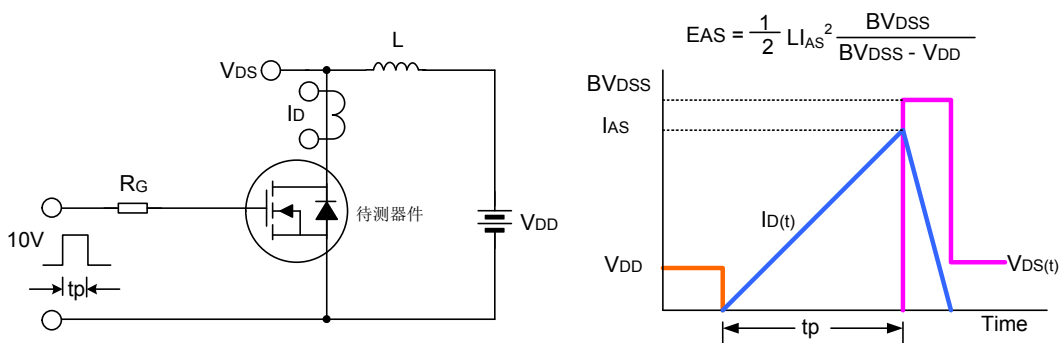 VDS
L
ID
RG
待测器件
10V
VDD
tp
EAS = 1/2 LIAS² BVDSS/(BVDSS - VDD)
BVDSS
IAS
ID(t)
VDD
VDS(t)
tp
Time